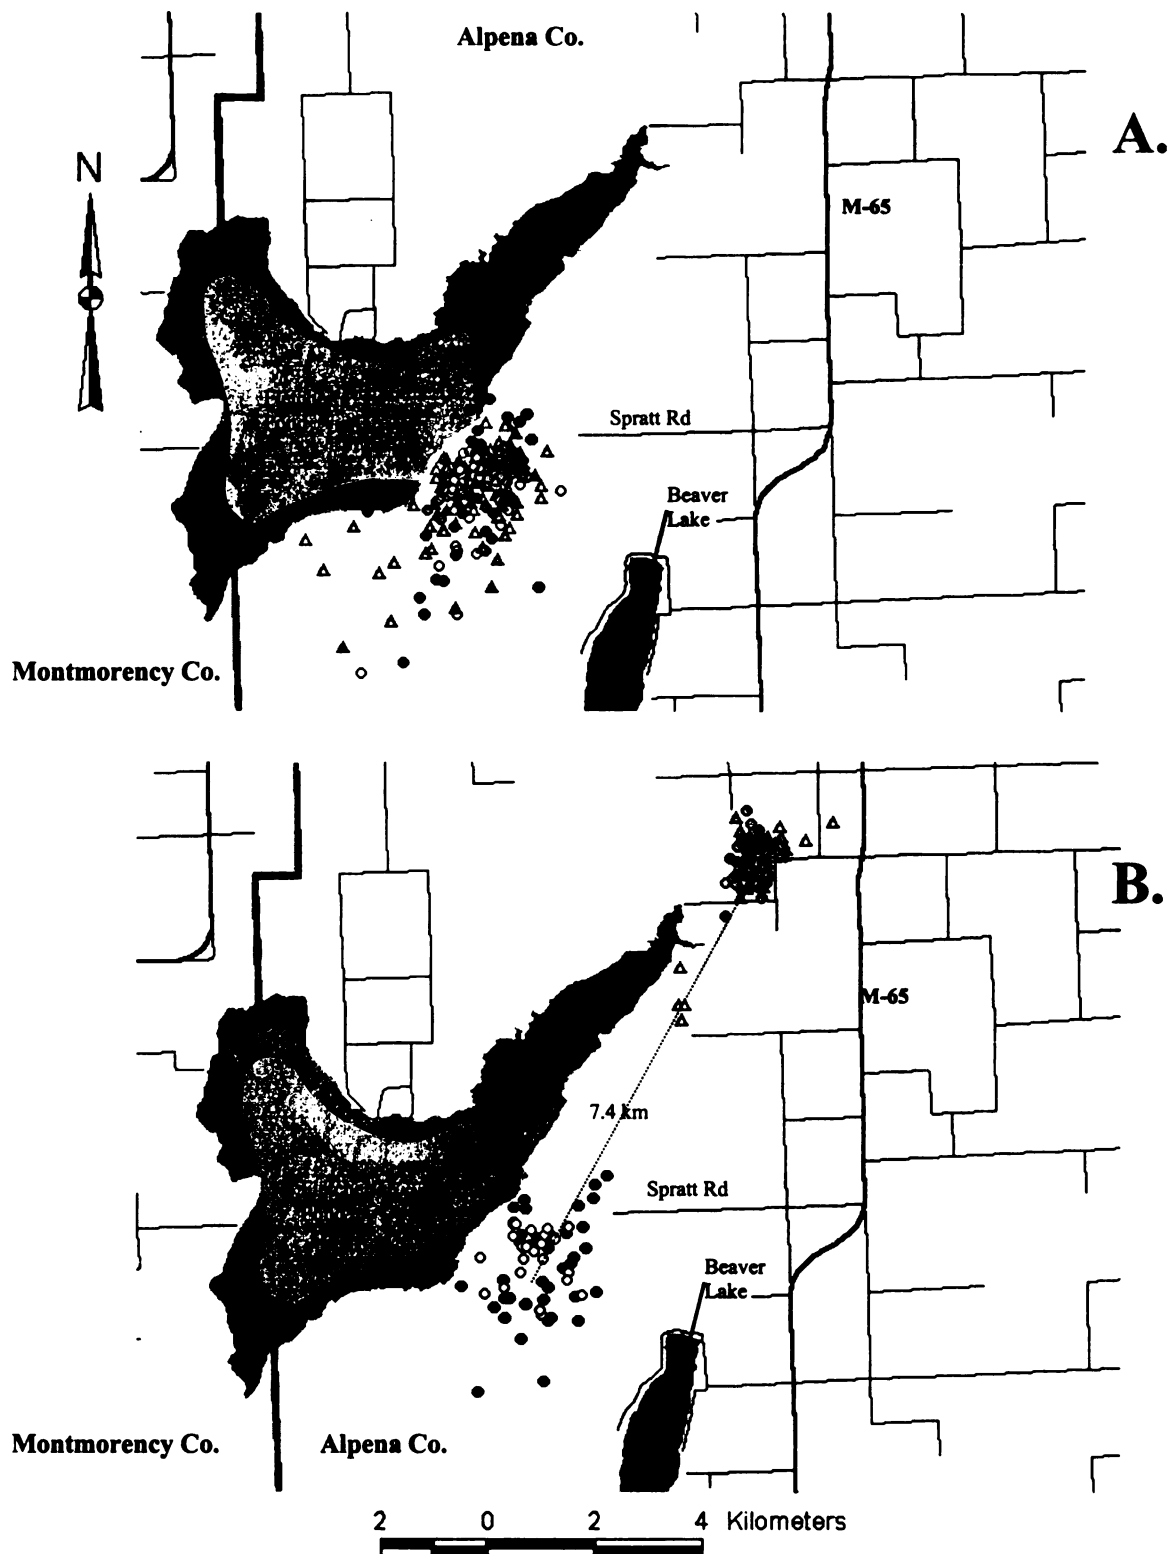 Alpena Co.
A.
N
M-65
Spratt Rd
Beaver
Lake
Montmorency Co.
B.
M-65
7.4 km
Spratt Rd
Beaver
Lake
Montmorency Co.
Alpena Co.
2 0 2 4 Kilometers